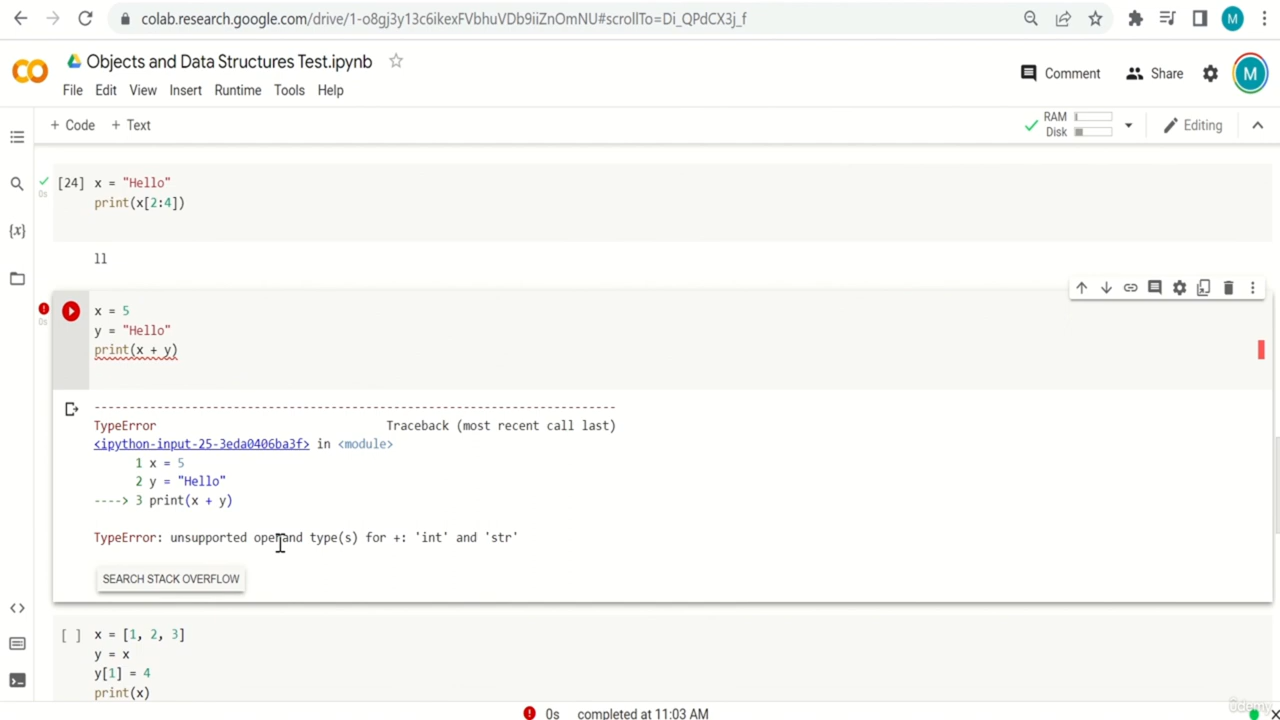 colab.research.google.com/drive/1-o8gj3y13c6ikexFVbhuVDb9iiZnOmNU#scrollTo=Di_QPdCX3j_f
M
CO
Objects and Data Structures Test.ipynb
Comment
Share
M
File Edit View Insert Runtime Tools Help
+ Code + Text
RAM
Disk
Editing
{x}
[24] x = "Hello"
0s
print(x[2:4])
ll
x = 5
0s
y = "Hello"
print(x + y)
---------------------------------------------------------------------------
TypeError Traceback (most recent call last)
<ipython-input-25-3eda0406ba3f> in <module>
1 x = 5
2 y = "Hello"
----> 3 print(x + y)
TypeError: unsupported operand type(s) for +: 'int' and 'str'
SEARCH STACK OVERFLOW
[ ] x = [1, 2, 3]
y = x
y[1] = 4
print(x)
0s completed at 11:03 AM
ûdemy